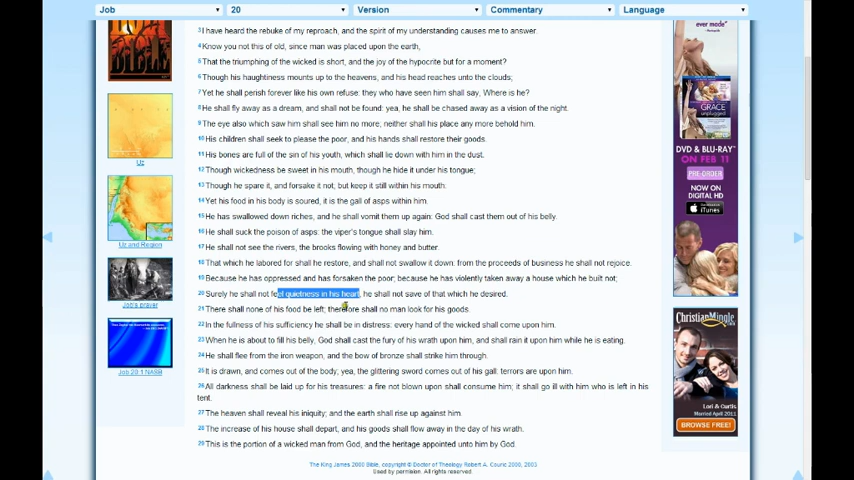 Job
20
Version
Commentary
Language
3 I have heard the rebuke of my reproach, and the spirit of my understanding causes me to answer.
4 Know you not this of old, since man was placed upon the earth,
5 That the triumphing of the wicked is short, and the joy of the hypocrite but for a moment?
6 Though his haughtiness mounts up to the heavens, and his head reaches unto the clouds;
7 Yet he shall perish forever like his own refuse: they who have seen him shall say, Where is he?
8 He shall fly away as a dream, and shall not be found: yea, he shall be chased away as a vision of the night.
9 The eye also which saw him shall see him no more; neither shall his place any more behold him.
10 His children shall seek to please the poor, and his hands shall restore their goods.
11 His bones are full of the sin of his youth, which shall lie down with him in the dust.
12 Though wickedness be sweet in his mouth, though he hide it under his tongue;
13 Though he spare it, and forsake it not; but keep it still within his mouth:
14 Yet his food in his body is soured, it is the gall of asps within him.
15 He has swallowed down riches, and he shall vomit them up again: God shall cast them out of his belly.
16 He shall suck the poison of asps: the viper's tongue shall slay him.
17 He shall not see the rivers, the brooks flowing with honey and butter.
18 That which he labored for shall he restore, and shall not swallow it down: from the proceeds of business he shall not rejoice.
19 Because he has oppressed and has forsaken the poor; because he has violently taken away a house which he built not;
20 Surely he shall not feel quietness in his heart, he shall not save of that which he desired.
21 There shall none of his food be left; therefore shall no man look for his goods.
22 In the fullness of his sufficiency he shall be in distress: every hand of the wicked shall come upon him.
23 When he is about to fill his belly, God shall cast the fury of his wrath upon him, and shall rain it upon him while he is eating.
24 He shall flee from the iron weapon, and the bow of bronze shall strike him through.
25 It is drawn, and comes out of the body; yea, the glittering sword comes out of his gall: terrors are upon him.
26 All darkness shall be laid up for his treasures: a fire not blown upon shall consume him; it shall go ill with him who is left in his
tent.
27 The heaven shall reveal his iniquity; and the earth shall rise up against him.
28 The increase of his house shall depart, and his goods shall flow away in the day of his wrath.
29 This is the portion of a wicked man from God, and the heritage appointed unto him by God.
The King James 2000 Bible, copyright © Doctor of Theology Robert A. Couric 2000, 2003
Used by permission. All rights reserved.
BIBLE
Uz
Uz and Region
Job's prayer
Job 20:1 NASB
ever made"
GRACE
unplugged
DVD & BLU-RAY
ON FEB 11
PRE-ORDER
NOW ON
DIGITAL HD
iTunes
ChristianMingle
Lori & Curtis
Married April 2011
BROWSE FREE!